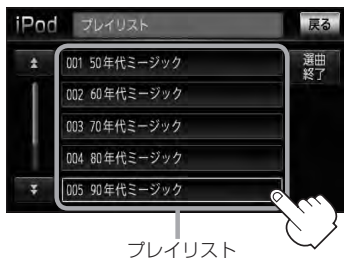 iPod プレイリスト 戻る
001 50年代ミージック
選曲
終了
002 60年代ミージック
003 70年代ミージック
004 80年代ミージック
005 90年代ミージック
プレイリスト